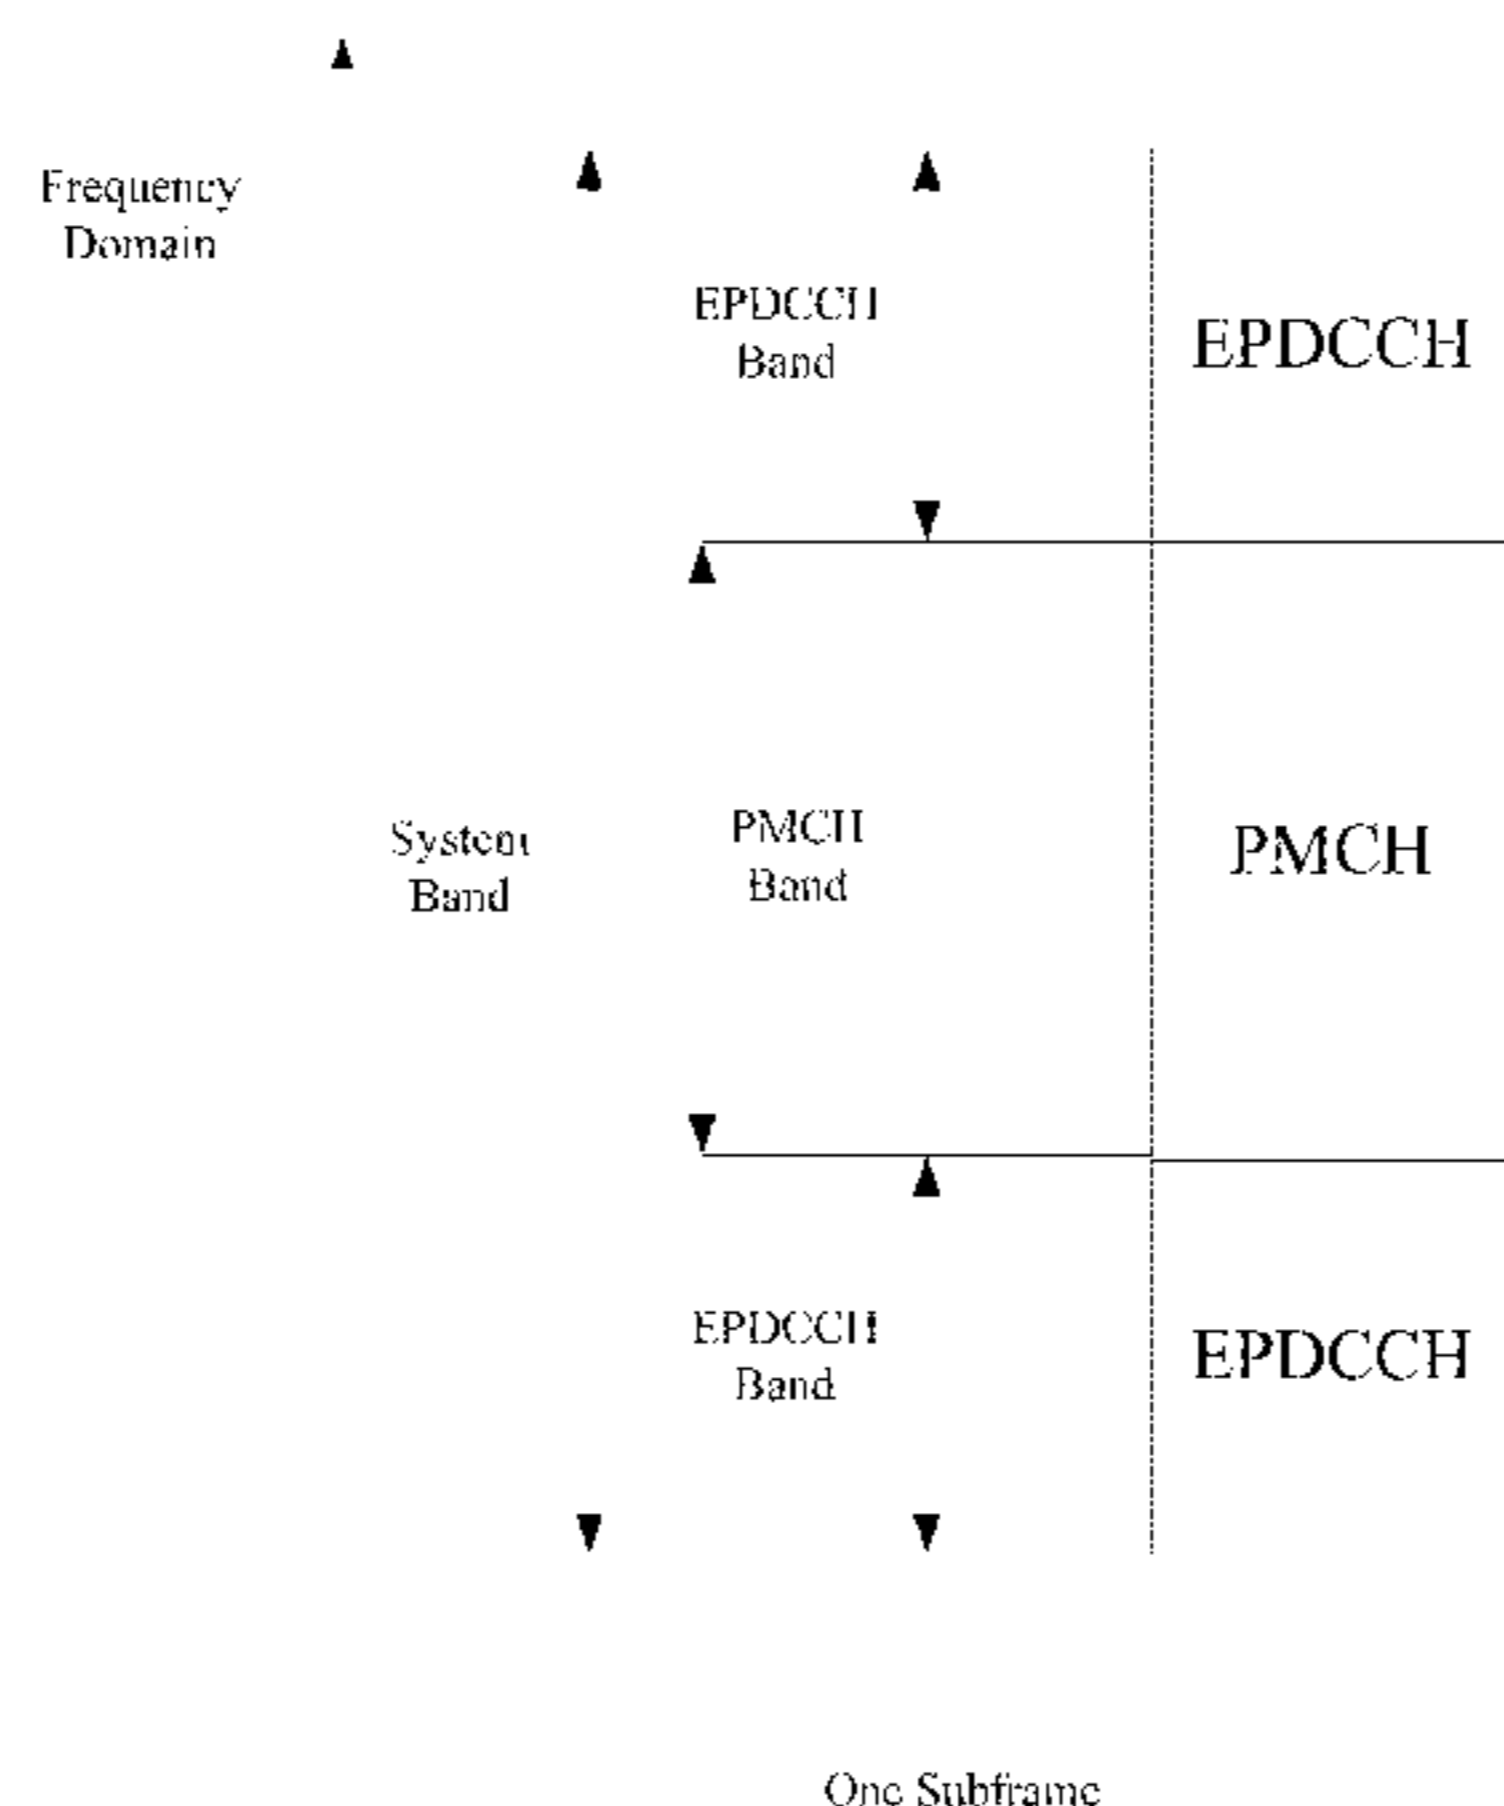 Frequency
Domain
EPDCCH
Band
EPDCCH
System
Band
PMCH
Band
PMCH
EPDCCH
Band
EPDCCH
One Subframe